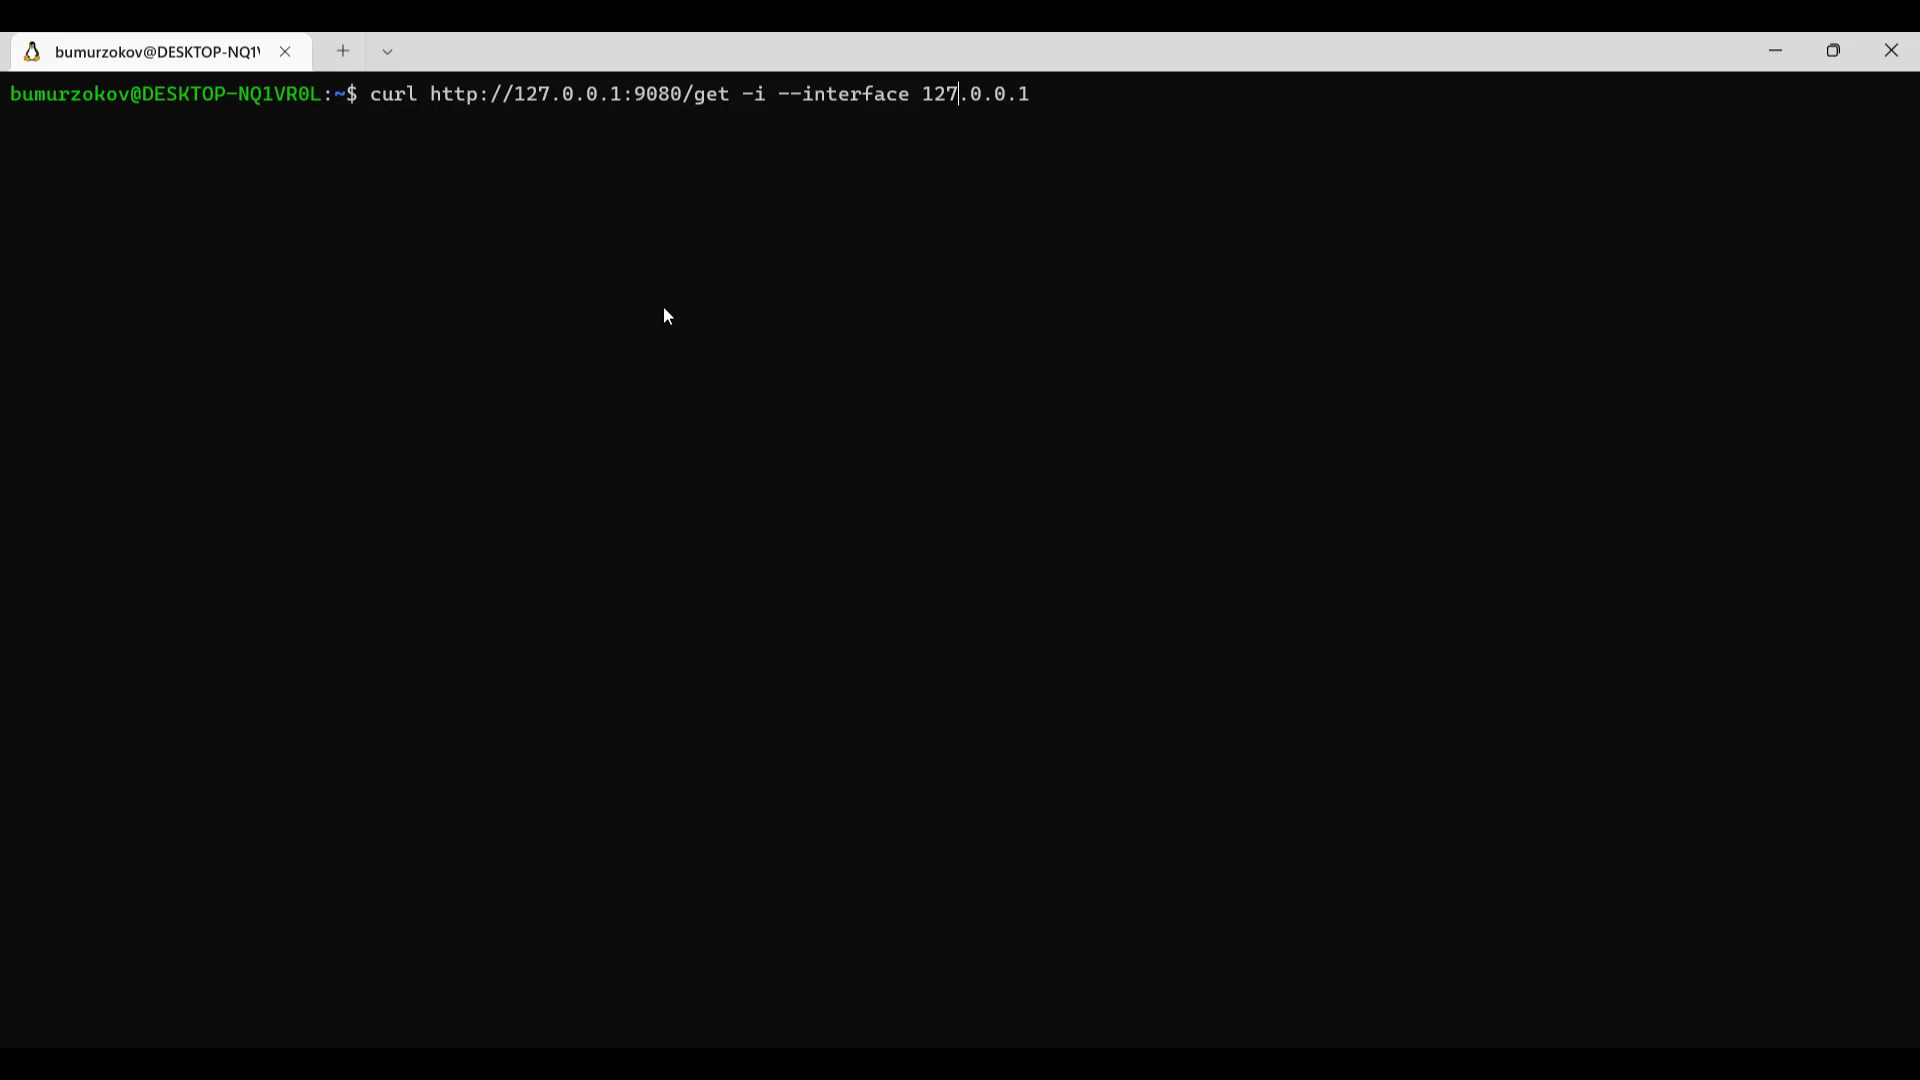 bumurzokov@DESKTOP-NQ1
bumurzokov@DESKTOP-NQ1VR0L:~$ curl http://127.0.0.1:9080/get -i --interface 127.0.0.1